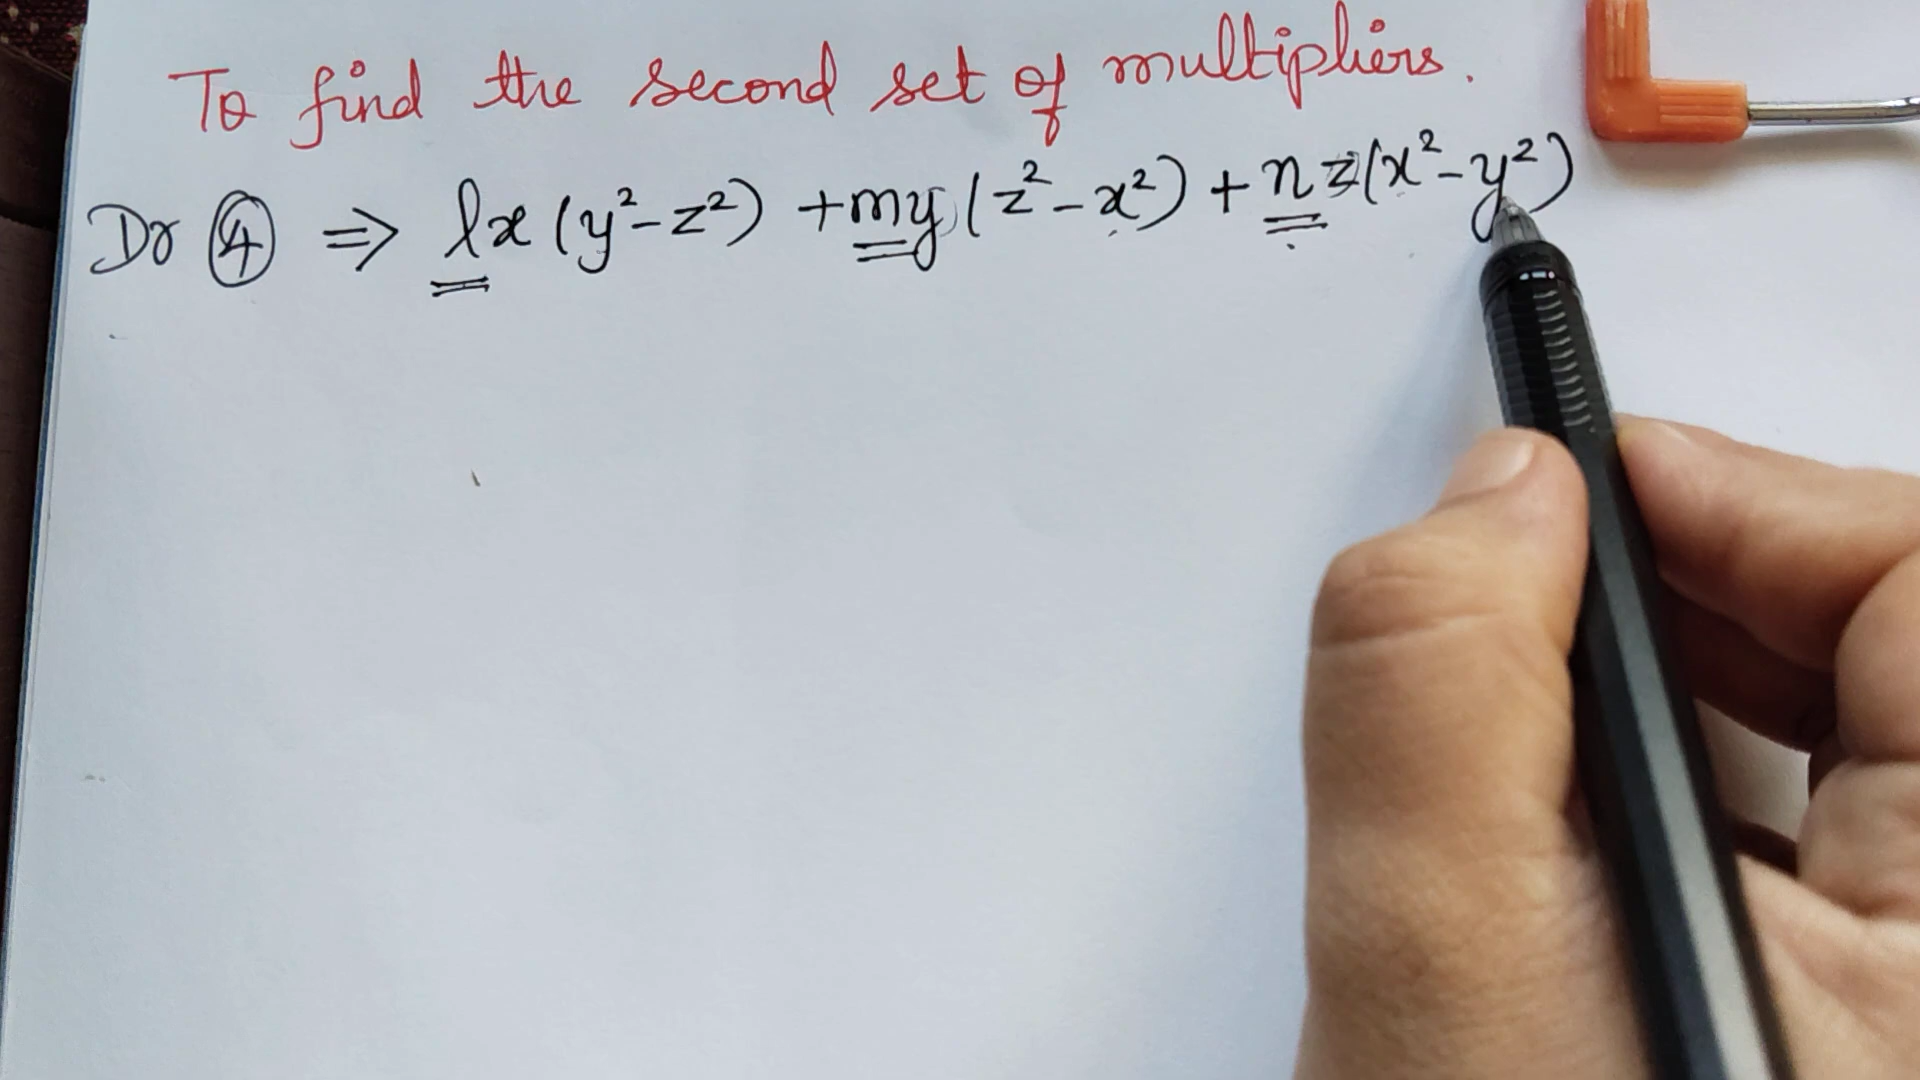 To find the second set of multipliers.
Dr ④ ⇒ lx (y²-z²) +my (z²-x²) + nz(x²-y²)